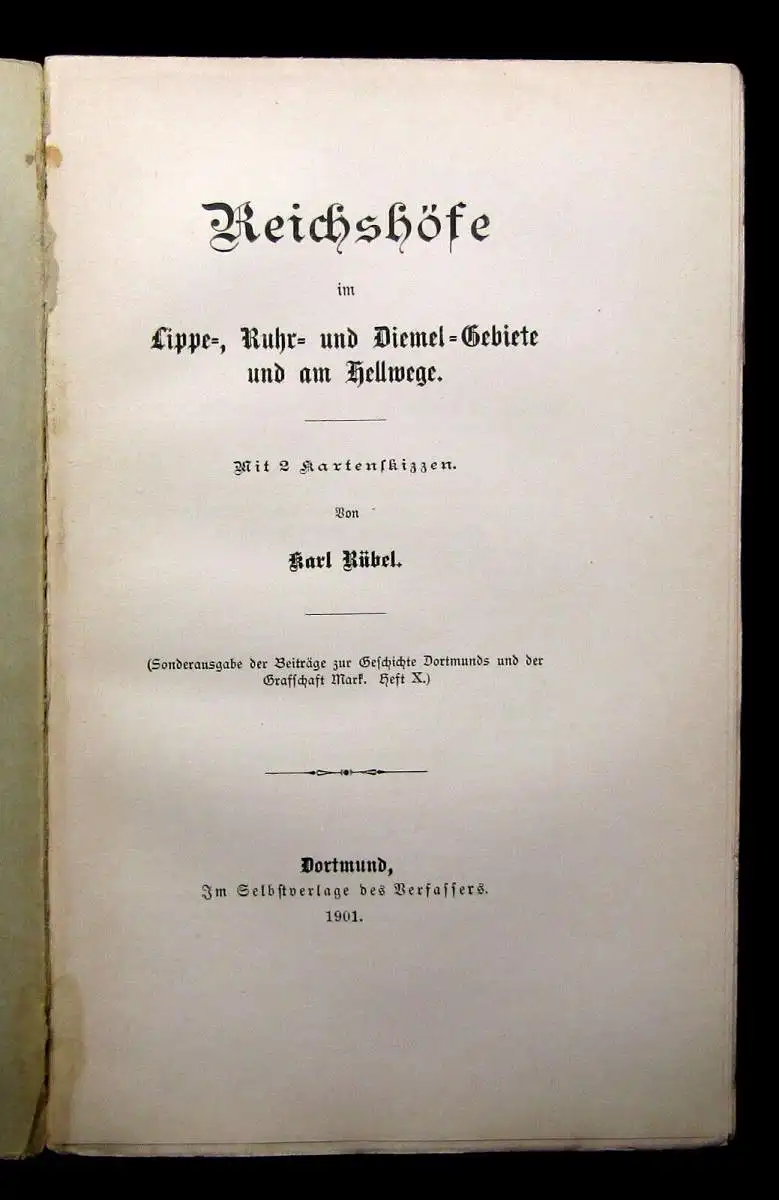 Reichshöfe
im
Lippe-, Ruhr- und Diemel-Gebiete
und am Hellwege.
Mit 2 Kartenskizzen.
Von
Karl Rübel.
(Sonderausgabe der Beiträge zur Geschichte Dortmunds und der
Grafschaft Mark. Heft X.)
Dortmund,
Im Selbstverlage des Verfassers.
1901.